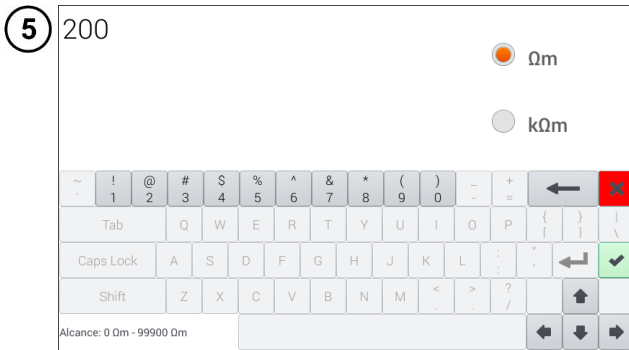 5
200
Ωm
kΩm
~ ! @ # $ % ^ & * ( ) _ +
` 1 2 3 4 5 6 7 8 9 0 - =
Tab Q W E R T Y U I O P { } |
[ ] \
Caps Lock A S D F G H J K L : "
; '
Shift Z X C V B N M < > ?
, . /
Alcance: 0 Ωm - 99900 Ωm